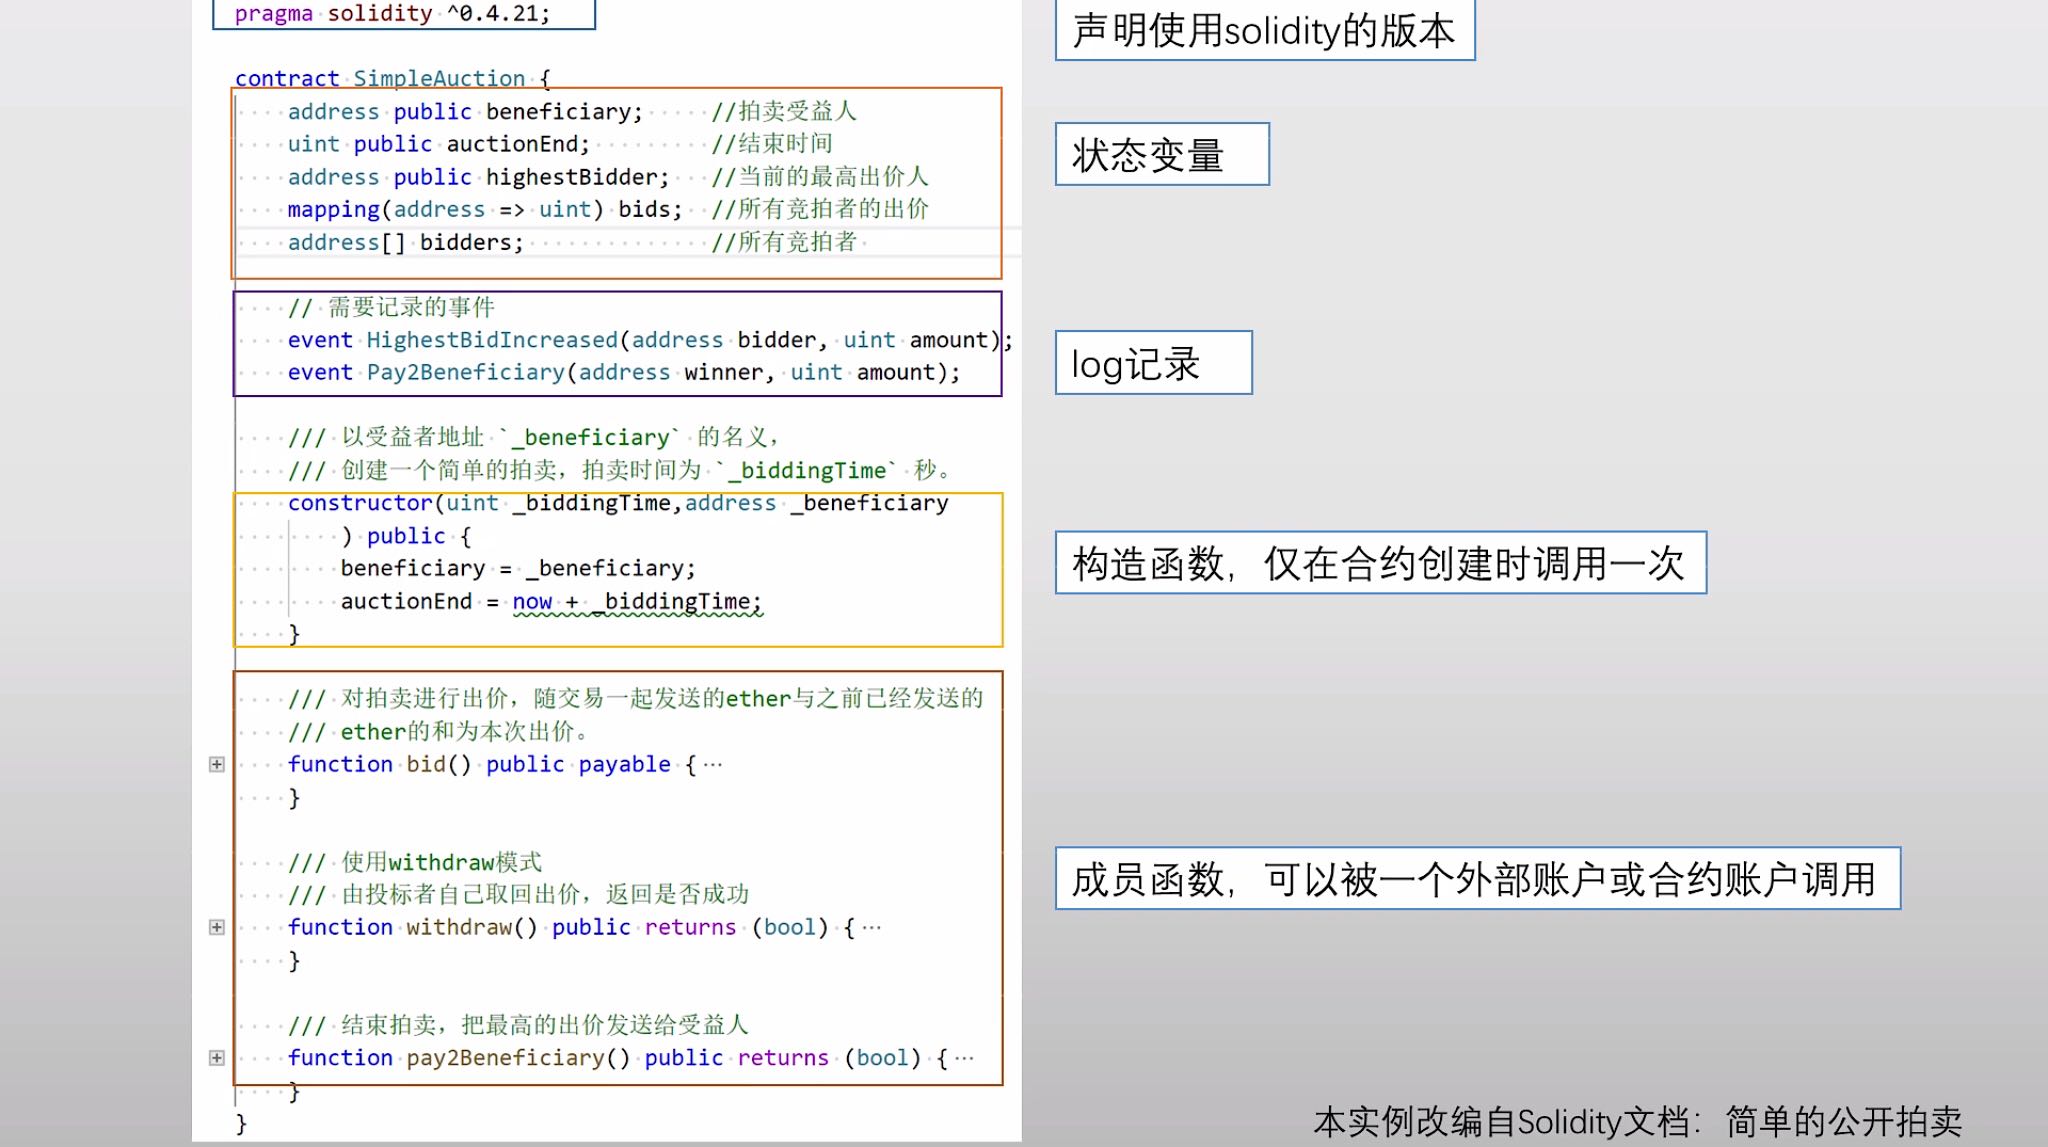 pragma solidity ^0.4.21;
声明使用solidity的版本
contract SimpleAuction {
address public beneficiary; //拍卖受益人
uint public auctionEnd; //结束时间
address public highestBidder; //当前的最高出价人
mapping(address => uint) bids; //所有竞拍者的出价
address[] bidders; //所有竞拍者
状态变量
// 需要记录的事件
event HighestBidIncreased(address bidder, uint amount);
event Pay2Beneficiary(address winner, uint amount);
log记录
/// 以受益者地址 `_beneficiary` 的名义，
/// 创建一个简单的拍卖，拍卖时间为 `_biddingTime` 秒。
constructor(uint _biddingTime,address _beneficiary
) public {
beneficiary = _beneficiary;
auctionEnd = now + _biddingTime;
}
构造函数，仅在合约创建时调用一次
/// 对拍卖进行出价，随交易一起发送的ether与之前已经发送的
/// ether的和为本次出价。
function bid() public payable {…
}
/// 使用withdraw模式
/// 由投标者自己取回出价，返回是否成功
function withdraw() public returns (bool) {…
}
/// 结束拍卖，把最高的出价发送给受益人
function pay2Beneficiary() public returns (bool) {…
}
}
成员函数，可以被一个外部账户或合约账户调用
本实例改编自Solidity文档：简单的公开拍卖